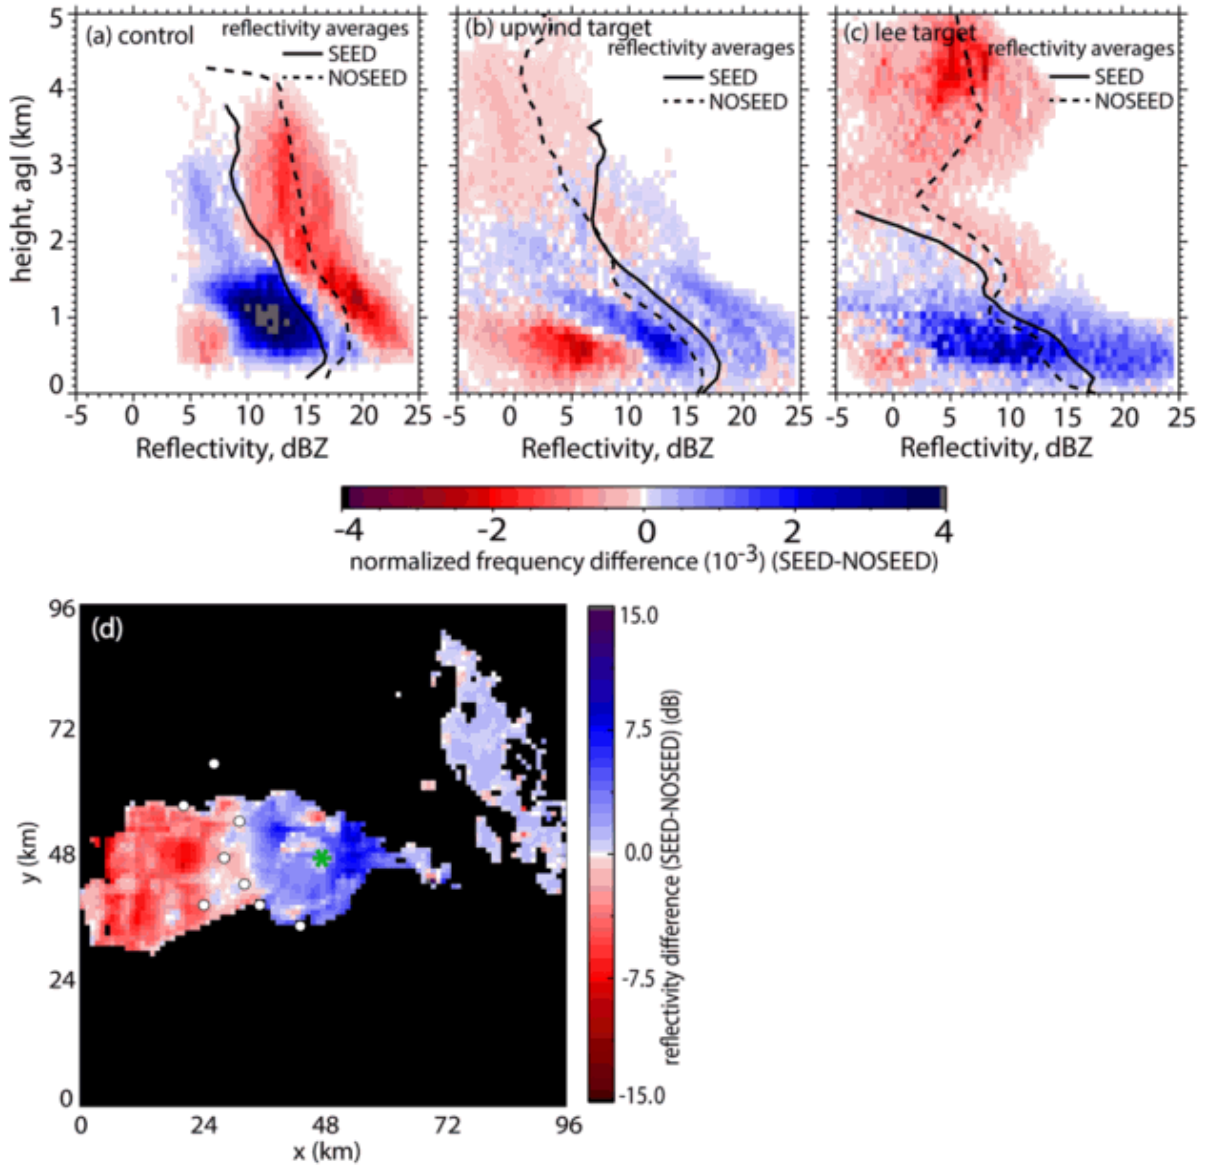 (a) control
reflectivity averages
SEED
NOSEED
(b) upwind target
reflectivity averages
SEED
NOSEED
(c) lee target
reflectivity averages
SEED
NOSEED
height, agl (km)
5
4
3
2
1
0
-5 0 5 10 15 20 25
Reflectivity, dBZ
-5 0 5 10 15 20 25
Reflectivity, dBZ
-5 0 5 10 15 20 25
Reflectivity, dBZ
-4 -2 0 2 4
normalized frequency difference (10⁻³) (SEED-NOSEED)
(d)
y (km)
96
72
48
24
0
0 24 48 72 96
x (km)
15.0
7.5
0.0
-7.5
-15.0
reflectivity difference (SEED-NOSEED) (dB)